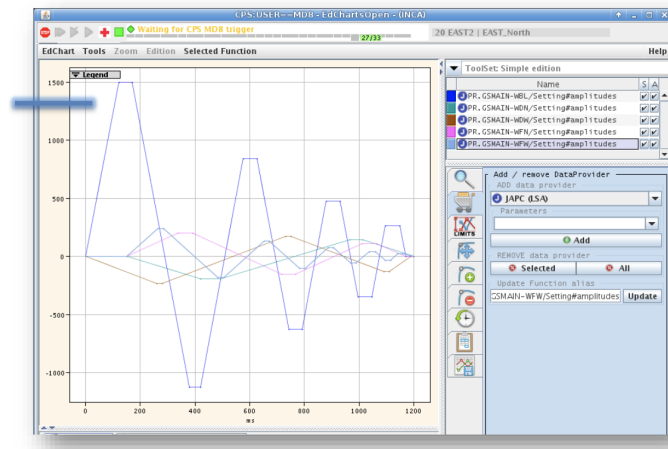 CPS:USER==MD8 - EdChartsOpen - (INCA)
STOP
Waiting for CPS MD8 trigger
27/33
20 EAST2 | EAST_North
EdChart Tools Zoom Edition Selected Function
Help
Legend
1500
1000
500
0
-500
-1000
0 200 400 600 800 1000 1200
ms
ToolSet: Simple edition
Name S A
PR.GSMAIN-WBL/Setting#amplitudes
PR.GSMAIN-WDN/Setting#amplitudes
PR.GSMAIN-WDW/Setting#amplitudes
PR.GSMAIN-WFN/Setting#amplitudes
PR.GSMAIN-WFW/Setting#amplitudes
LIMITS
Add / remove DataProvider
ADD data provider
JAPC (LSA)
Parameters
Add
REMOVE data provider
Selected All
Update Function alias
GSMAIN-WFW/Setting#amplitudes Update